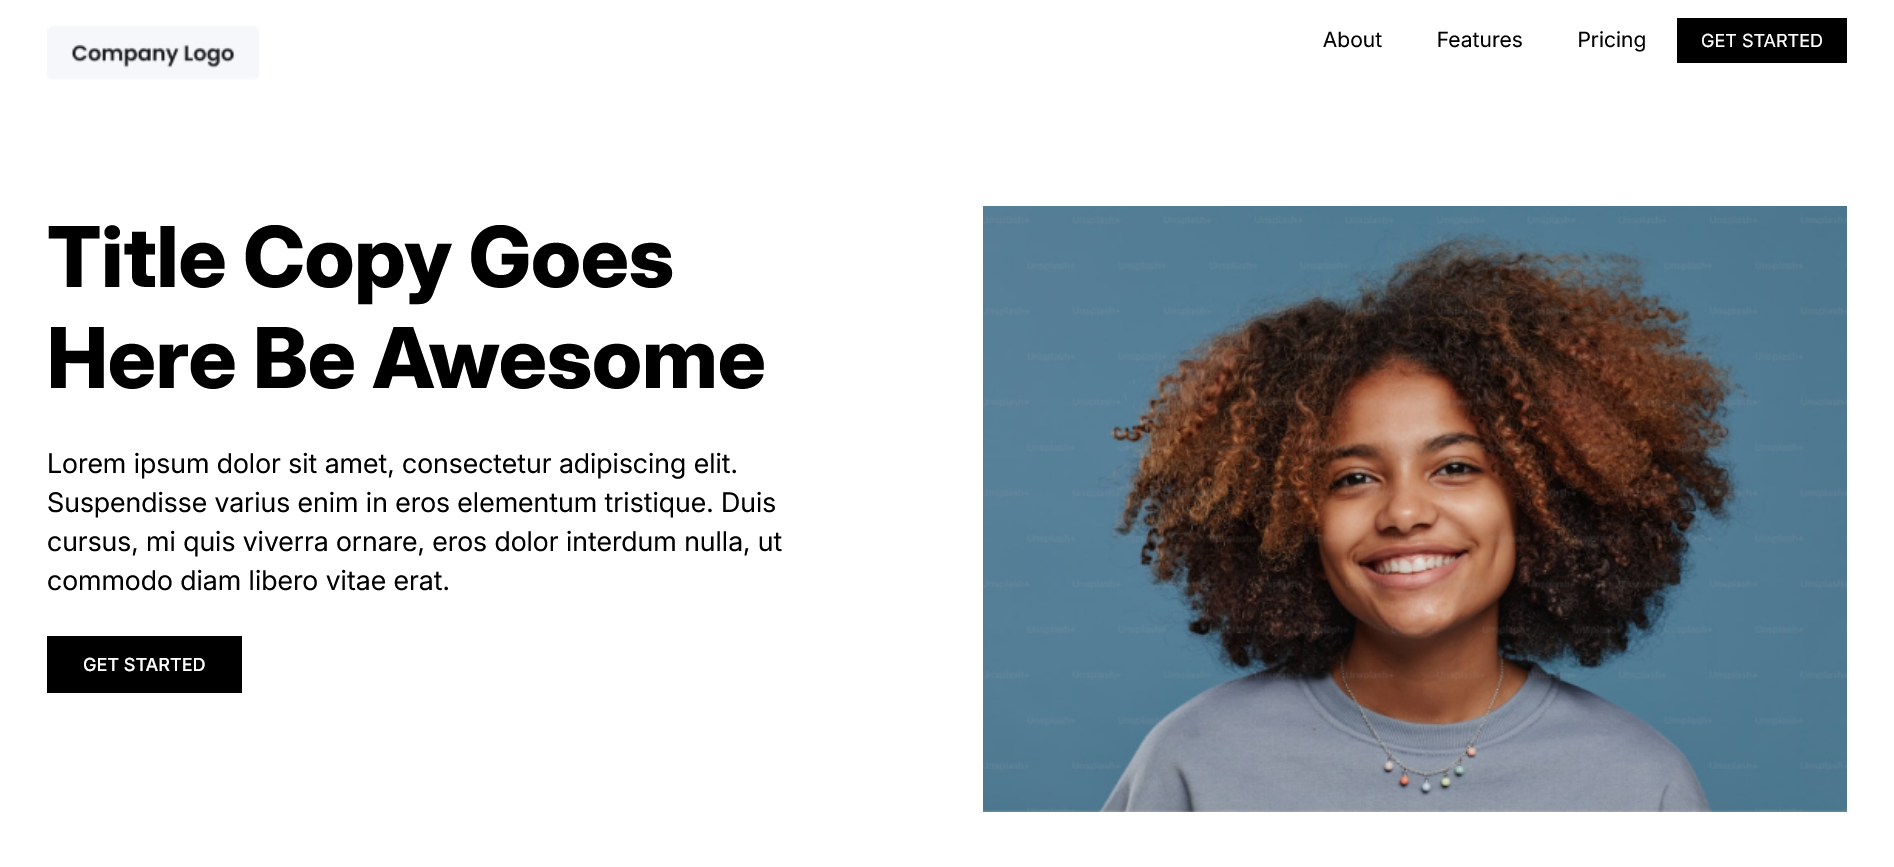 Company Logo
About
Features
Pricing
GET STARTED
Title Copy Goes
Here Be Awesome
Lorem ipsum dolor sit amet, consectetur adipiscing elit.
Suspendisse varius enim in eros elementum tristique. Duis
cursus, mi quis viverra ornare, eros dolor interdum nulla, ut
commodo diam libero vitae erat.
GET STARTED